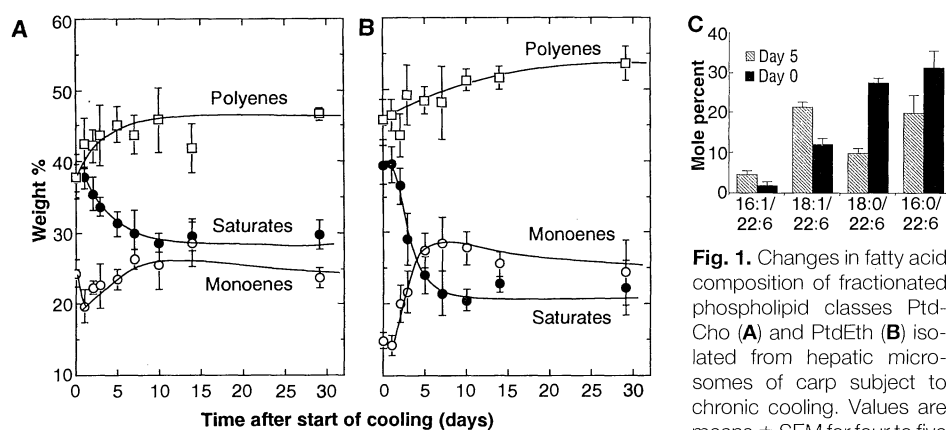 A
B
C
60
50
40
30
20
10
Weight %
Polyenes
Saturates
Monoenes
0 5 10 15 20 25 30
Polyenes
Monoenes
Saturates
0 5 10 15 20 25 30
Time after start of cooling (days)
40
30
20
10
0
Mole percent
Day 5
Day 0
16:1/ 18:1/ 18:0/ 16:0/
22:6 22:6 22:6 22:6
Fig. 1. Changes in fatty acid
composition of fractionated
phospholipid classes Ptd-
Cho (A) and PtdEth (B) iso-
lated from hepatic micro-
somes of carp subject to
chronic cooling. Values are
means ± SEM for four to five